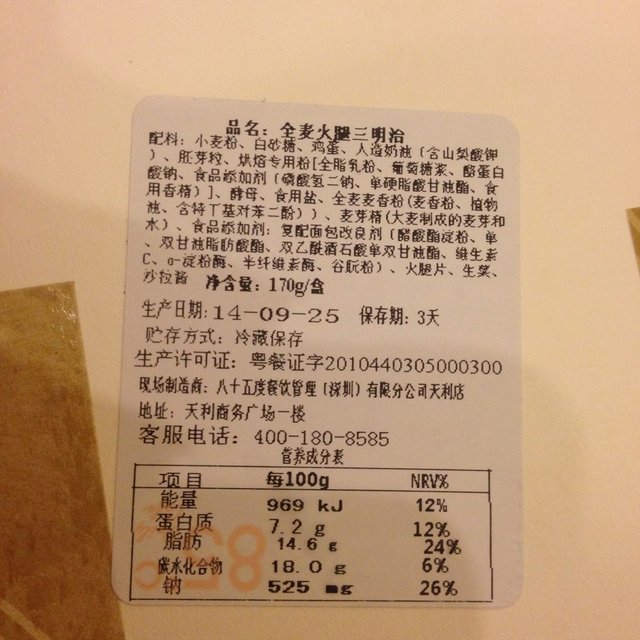 品名：全麦火腿三明治
配料：小麦粉、白砂糖、鸡蛋、人造奶油（含山梨酸钾
）、胚芽粒、烘焙专用粉[全脂乳粉、葡萄糖浆、酪蛋白
酸钠、食品添加剂（磷酸氢二钠、单硬脂酸甘油酯、食
用香精）]、酵母、食用盐、全麦麦香粉(麦香粉、植物
油、含特丁基对苯二酚））、麦芽精(大麦制成的麦芽和
水）、食品添加剂：复配面包改良剂（醋酸酯淀粉、单
、双甘油脂肪酸酯、双乙酰酒石酸单双甘油酯、维生素
C、α-淀粉酶、半纤维素酶、谷朊粉）、火腿片、生菜、
沙拉酱 净含量：170g/盒
生产日期：14-09-25 保存期：3天
贮存方式：冷藏保存
生产许可证：粤餐证字2010440305000300
现场制造商：八十五度餐饮管理（深圳）有限分公司天利店
地址：天利商务广场一楼
客服电话：400-180-8585
营养成分表
项目 每100g NRV%
能量 969 kJ 12%
蛋白质 7.2 g 12%
脂肪 14.6 g 24%
碳水化合物 18.0 g 6%
钠 525 mg 26%